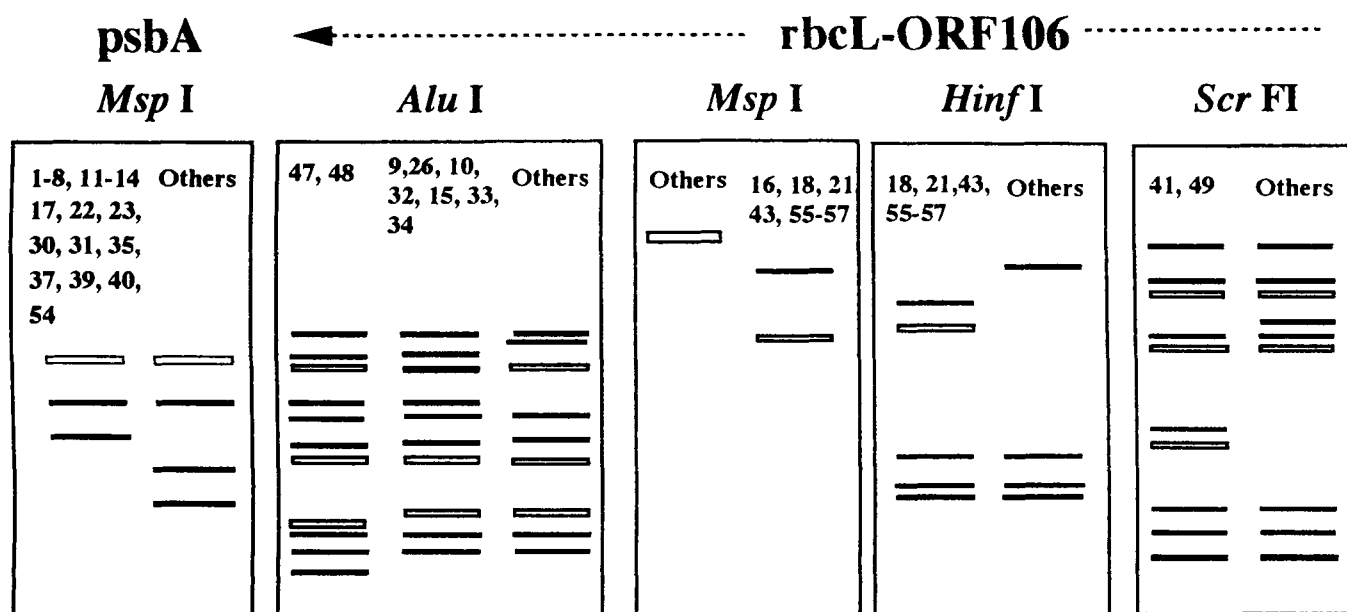 psbA rbcL-ORF106
Msp I Alu I Msp I Hinf I Scr FI
1-8, 11-14
17, 22, 23,
30, 31, 35,
37, 39, 40,
54
Others
47, 48
9,26, 10,
32, 15, 33,
34
Others
Others
16, 18, 21
43, 55-57
18, 21,43,
55-57
Others
41, 49
Others